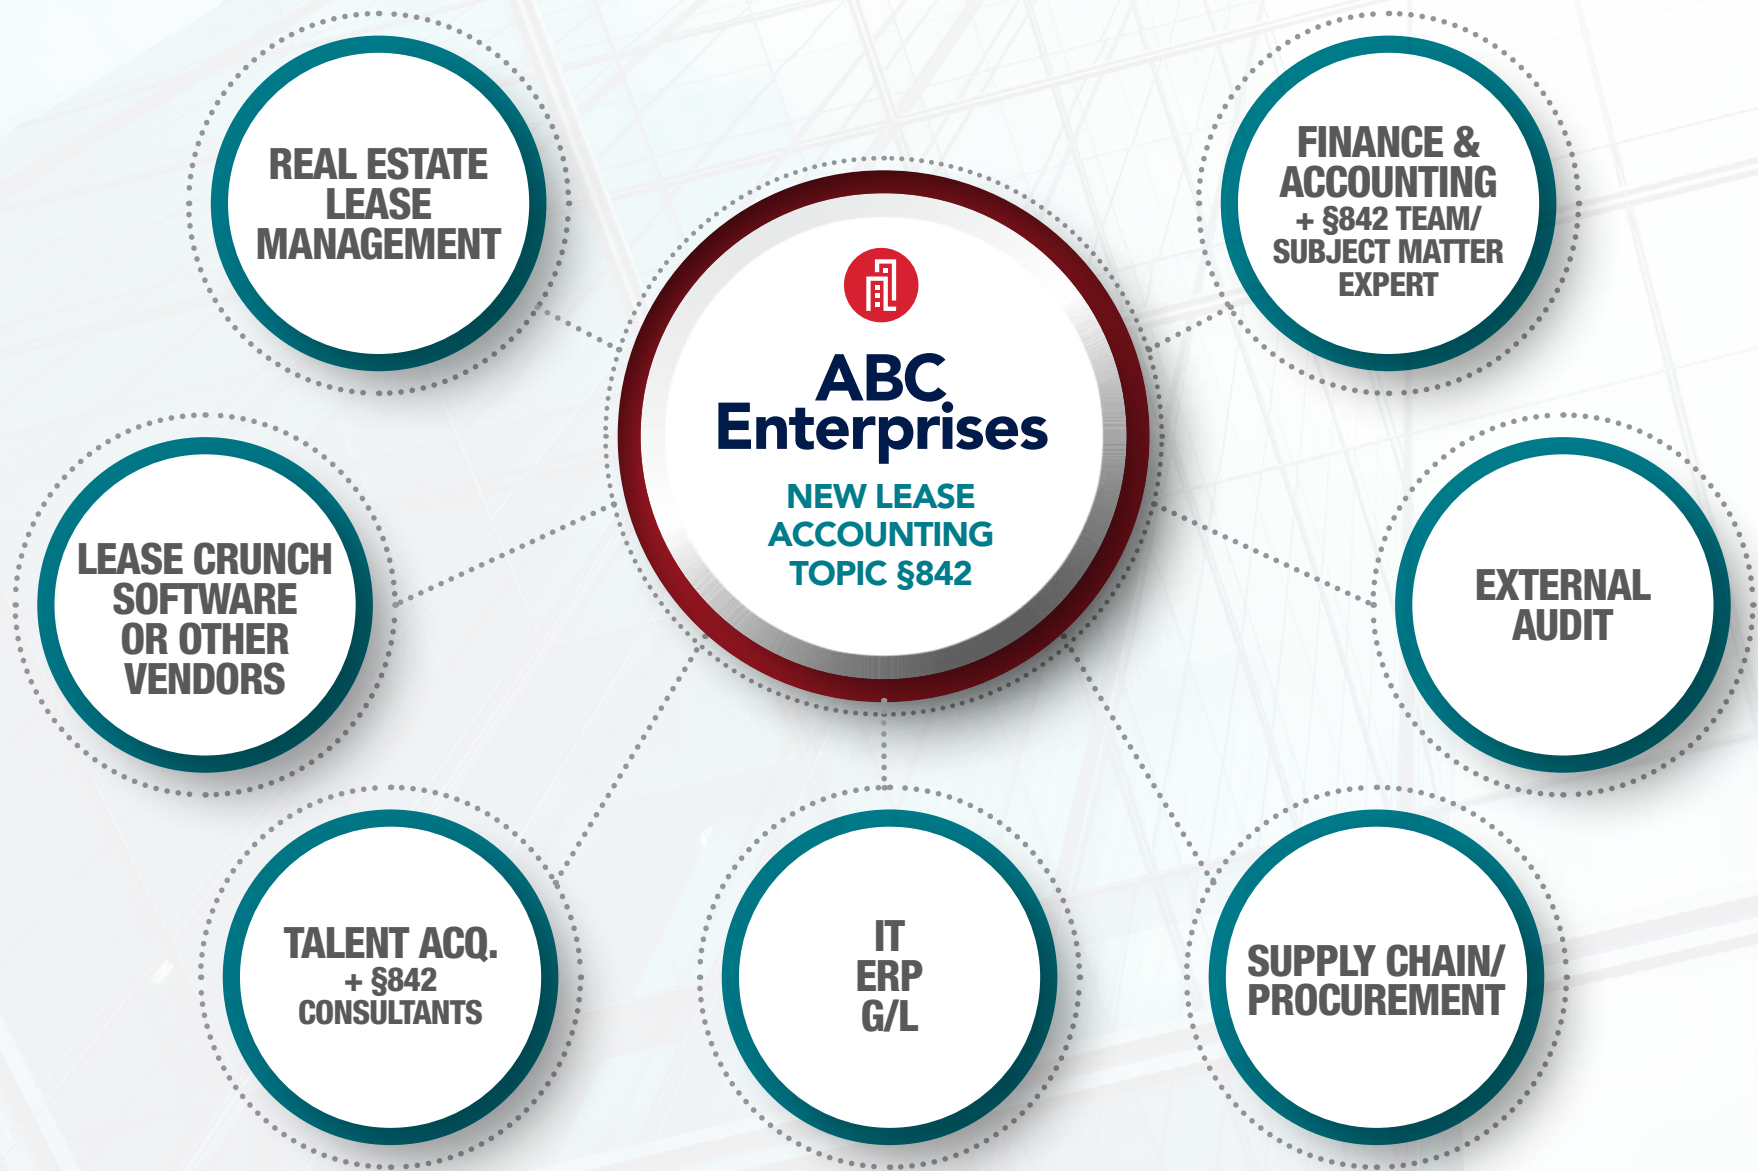 REAL ESTATE
LEASE
MANAGEMENT
FINANCE &
ACCOUNTING
+ §842 TEAM/
SUBJECT MATTER
EXPERT
ABC
Enterprises
NEW LEASE
ACCOUNTING
TOPIC §842
LEASE CRUNCH
SOFTWARE
OR OTHER
VENDORS
EXTERNAL
AUDIT
TALENT ACQ.
+ §842
CONSULTANTS
IT
ERP
G/L
SUPPLY CHAIN/
PROCUREMENT